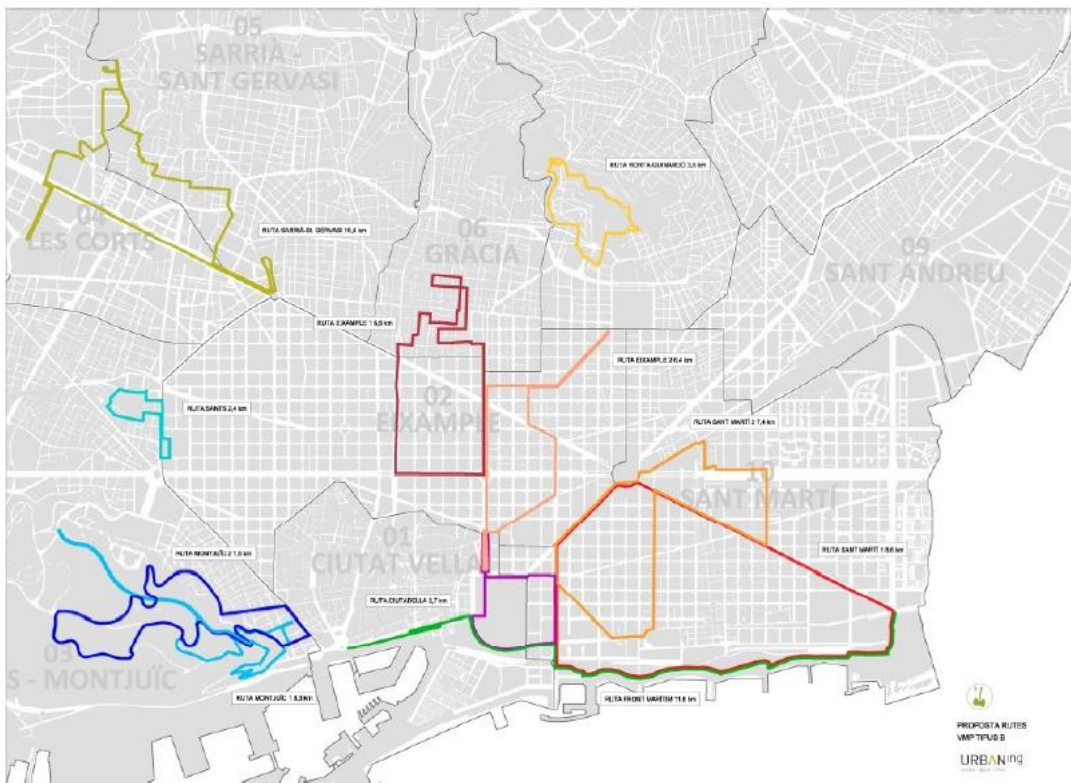 NOU BARRI
05
SARRIÀ -
SANT GERVASI
RUTA HORTA-GUINARDÓ 3,8 km
04
LES CORTS
RUTA SARRIÀ-St. GERVASI 10,4 km
06
GRÀCIA
09
SANT ANDREU
RUTA EIXAMPLE 1 5,5 km
RUTA EIXAMPLE 2 6,4 km
02
EIXAMPLE
RUTA SANTS 2,4 km
RUTA SANT MARTÍ 2 7,4 km
10
SANT MARTÍ
01
CIUTAT VELLA
RUTA MONTJUÏC 2 7,5 km
RUTA SANT MARTÍ 1 8,6 km
RUTA CIUTADELLA 3,7 km
03
S - MONTJUÏC
RUTA MONTJUÏC 1 5,3 km
RUTA FRONT MARÍTIM 11,6 km
PROPOSTA RUTES
VMP TIPUS B
URBANing